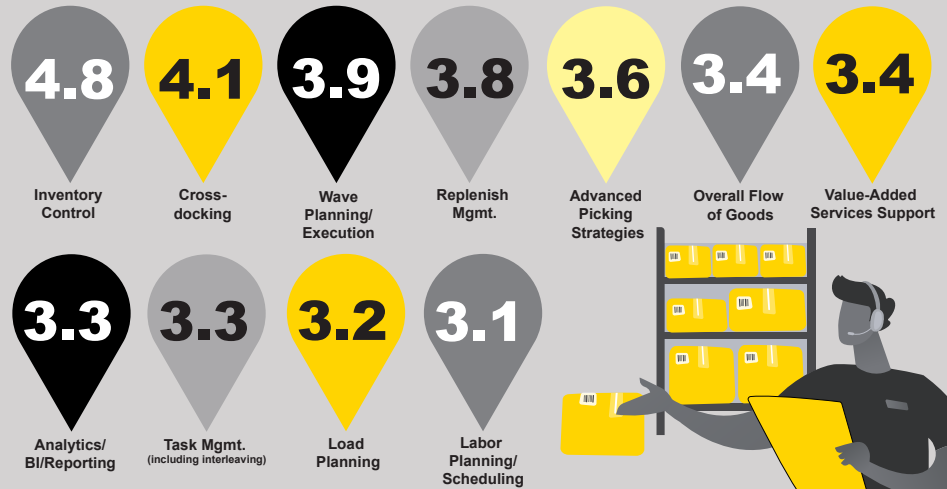 4.8
Inventory
Control
4.1
Cross-
docking
3.9
Wave
Planning/
Execution
3.8
Replenish
Mgmt.
3.6
Advanced
Picking
Strategies
3.4
Overall Flow
of Goods
3.4
Value-Added
Services Support
3.3
Analytics/
BI/Reporting
3.3
Task Mgmt.
(including interleaving)
3.2
Load
Planning
3.1
Labor
Planning/
Scheduling